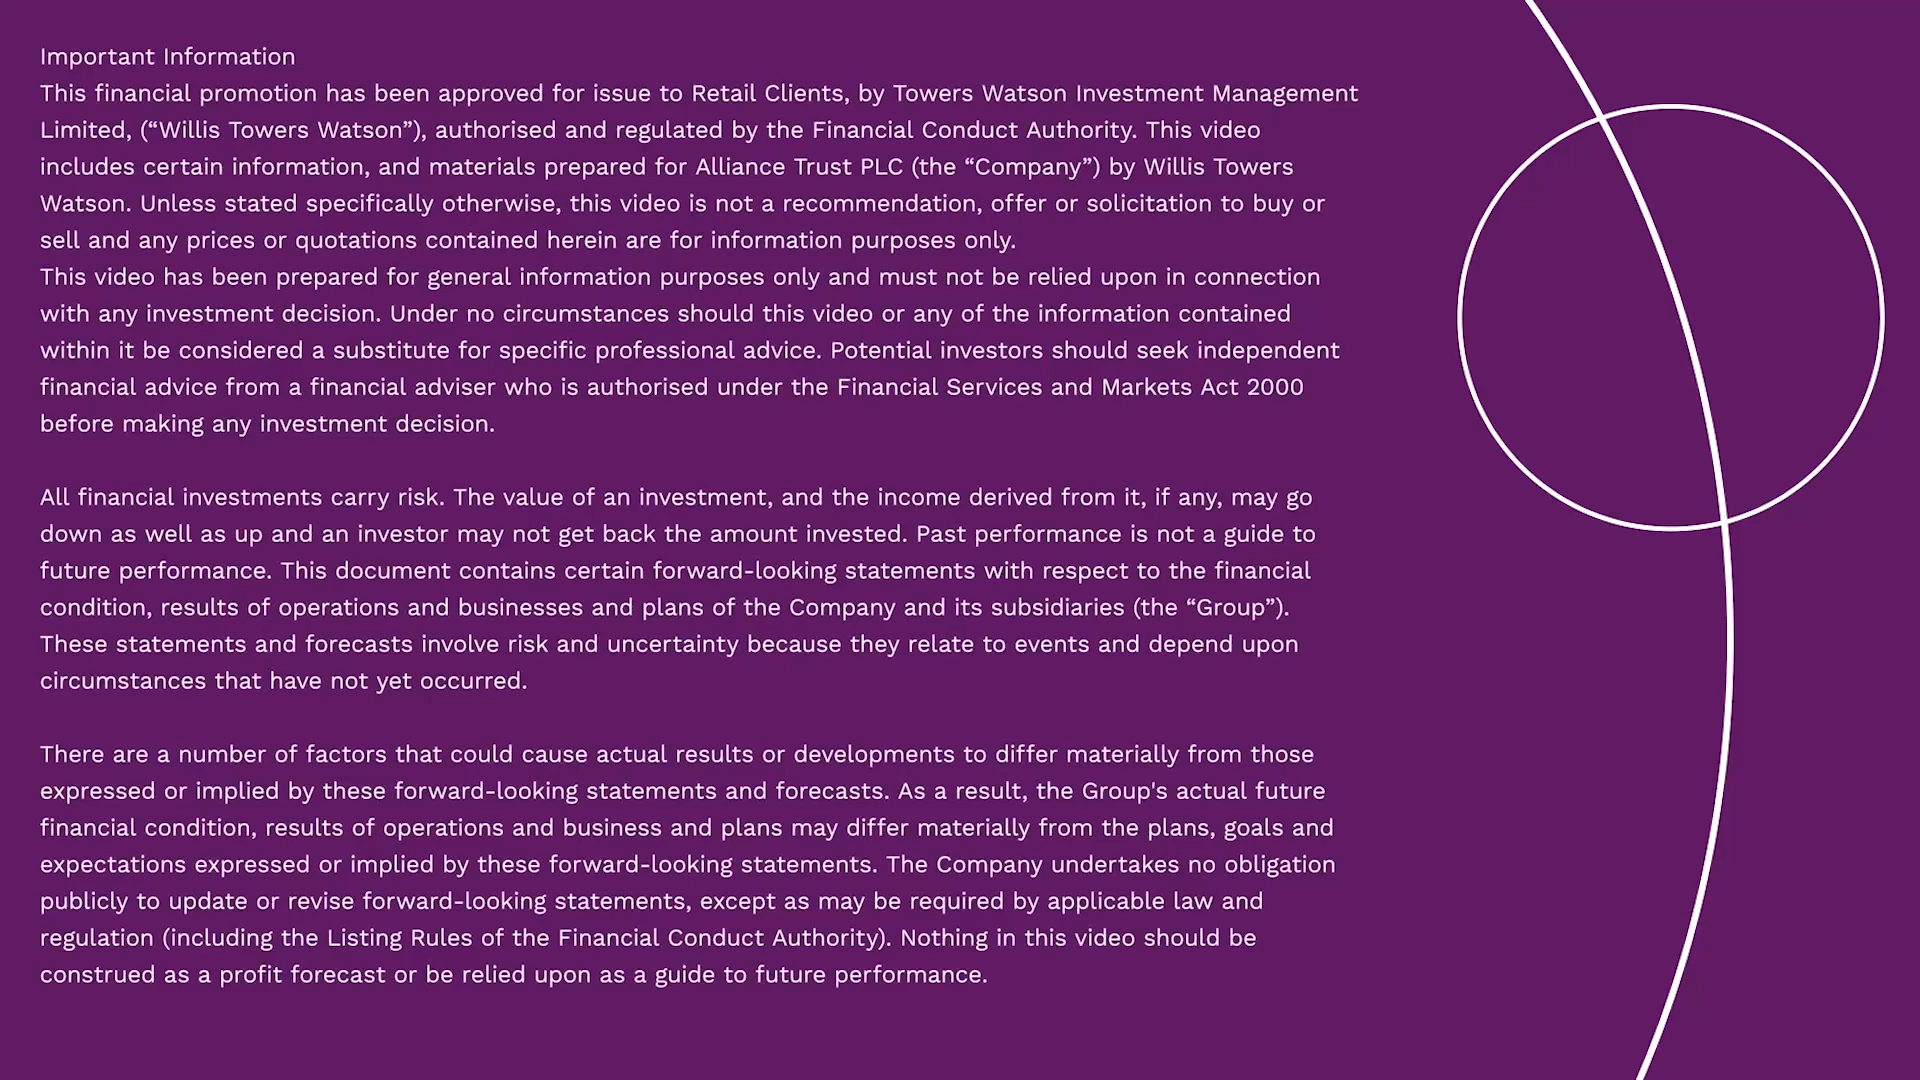 Important Information
This financial promotion has been approved for issue to Retail Clients, by Towers Watson Investment Management
Limited, (“Willis Towers Watson”), authorised and regulated by the Financial Conduct Authority. This video
includes certain information, and materials prepared for Alliance Trust PLC (the “Company”) by Willis Towers
Watson. Unless stated specifically otherwise, this video is not a recommendation, offer or solicitation to buy or
sell and any prices or quotations contained herein are for information purposes only.
This video has been prepared for general information purposes only and must not be relied upon in connection
with any investment decision. Under no circumstances should this video or any of the information contained
within it be considered a substitute for specific professional advice. Potential investors should seek independent
financial advice from a financial adviser who is authorised under the Financial Services and Markets Act 2000
before making any investment decision.
All financial investments carry risk. The value of an investment, and the income derived from it, if any, may go
down as well as up and an investor may not get back the amount invested. Past performance is not a guide to
future performance. This document contains certain forward-looking statements with respect to the financial
condition, results of operations and businesses and plans of the Company and its subsidiaries (the “Group”).
These statements and forecasts involve risk and uncertainty because they relate to events and depend upon
circumstances that have not yet occurred.
There are a number of factors that could cause actual results or developments to differ materially from those
expressed or implied by these forward-looking statements and forecasts. As a result, the Group's actual future
financial condition, results of operations and business and plans may differ materially from the plans, goals and
expectations expressed or implied by these forward-looking statements. The Company undertakes no obligation
publicly to update or revise forward-looking statements, except as may be required by applicable law and
regulation (including the Listing Rules of the Financial Conduct Authority). Nothing in this video should be
construed as a profit forecast or be relied upon as a guide to future performance.